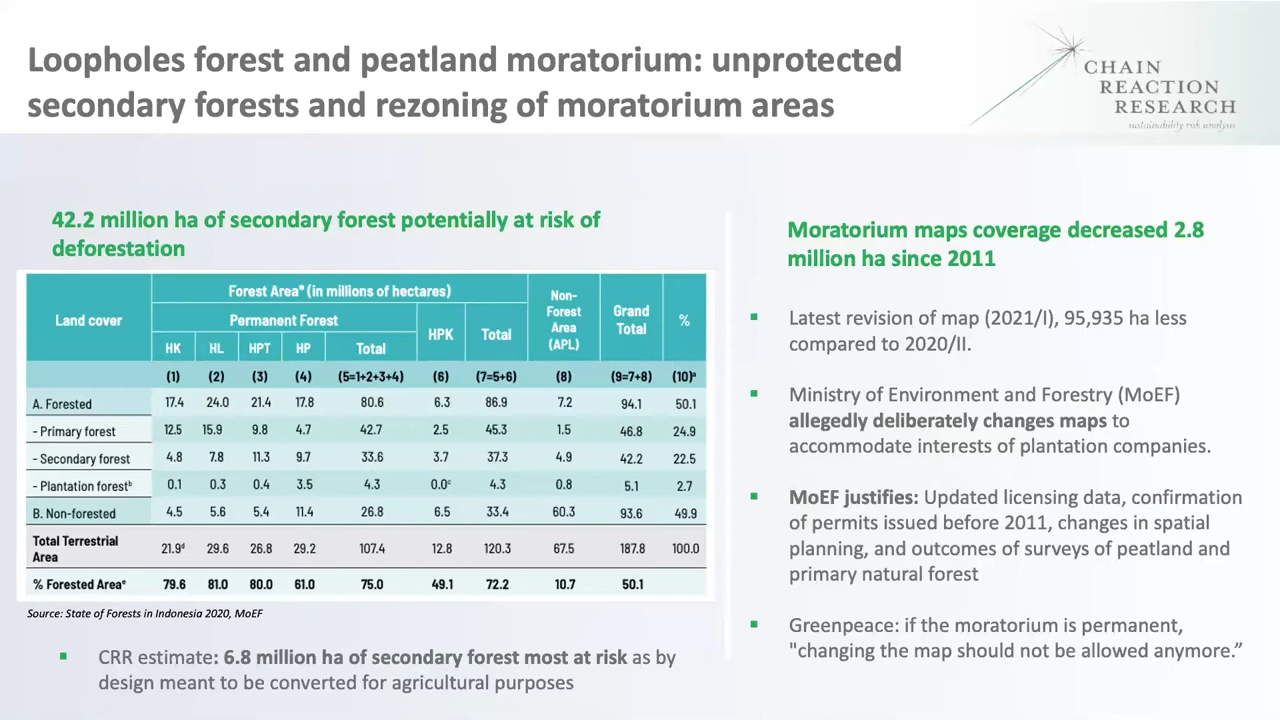 Loopholes forest and peatland moratorium: unprotected
secondary forests and rezoning of moratorium areas
CHAIN
REACTION
RESEARCH
sustainability risk analysis
42.2 million ha of secondary forest potentially at risk of
deforestation
Land cover
Forest Area* (in millions of hectares)
Permanent Forest
HK HL HPT HP Total
HPK
Total
Non-
Forest
Area
(APL)
Grand
Total
%
(1) (2) (3) (4) (5=1+2+3+4) (6) (7=5+6) (8) (9=7+8) (10)ᵃ
A. Forested 17.4 24.0 21.4 17.8 80.6 6.3 86.9 7.2 94.1 50.1
- Primary forest 12.5 15.9 9.8 4.7 42.7 2.5 45.3 1.5 46.8 24.9
- Secondary forest 4.8 7.8 11.3 9.7 33.6 3.7 37.3 4.9 42.2 22.5
- Plantation forestᵇ 0.1 0.3 0.4 3.5 4.3 0.0ᶜ 4.3 0.8 5.1 2.7
B. Non-forested 4.5 5.6 5.4 11.4 26.8 6.5 33.4 60.3 93.6 49.9
Total Terrestrial
Area
21.9ᵈ 29.6 26.8 29.2 107.4 12.8 120.3 67.5 187.8 100.0
% Forested Areaᵉ 79.6 81.0 80.0 61.0 75.0 49.1 72.2 10.7 50.1
Source: State of Forests in Indonesia 2020, MoEF
▪ CRR estimate: 6.8 million ha of secondary forest most at risk as by
design meant to be converted for agricultural purposes
Moratorium maps coverage decreased 2.8
million ha since 2011
▪ Latest revision of map (2021/I), 95,935 ha less
compared to 2020/II.
▪ Ministry of Environment and Forestry (MoEF)
allegedly deliberately changes maps to
accommodate interests of plantation companies.
▪ MoEF justifies: Updated licensing data, confirmation
of permits issued before 2011, changes in spatial
planning, and outcomes of surveys of peatland and
primary natural forest
▪ Greenpeace: if the moratorium is permanent,
"changing the map should not be allowed anymore.”